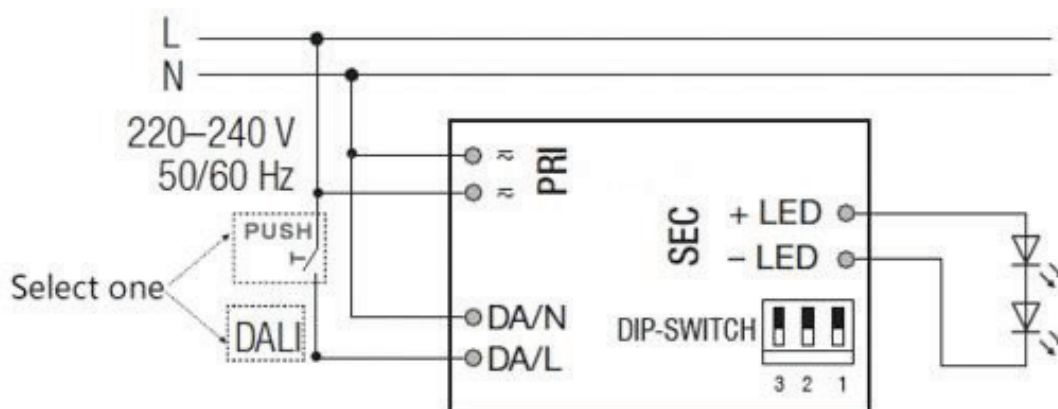 L
N
220–240 V
50/60 Hz
PUSH
Select one
DALI
≂ PRI
≂
SEC
+ LED
– LED
DA/N
DA/L
DIP-SWITCH
3 2 1